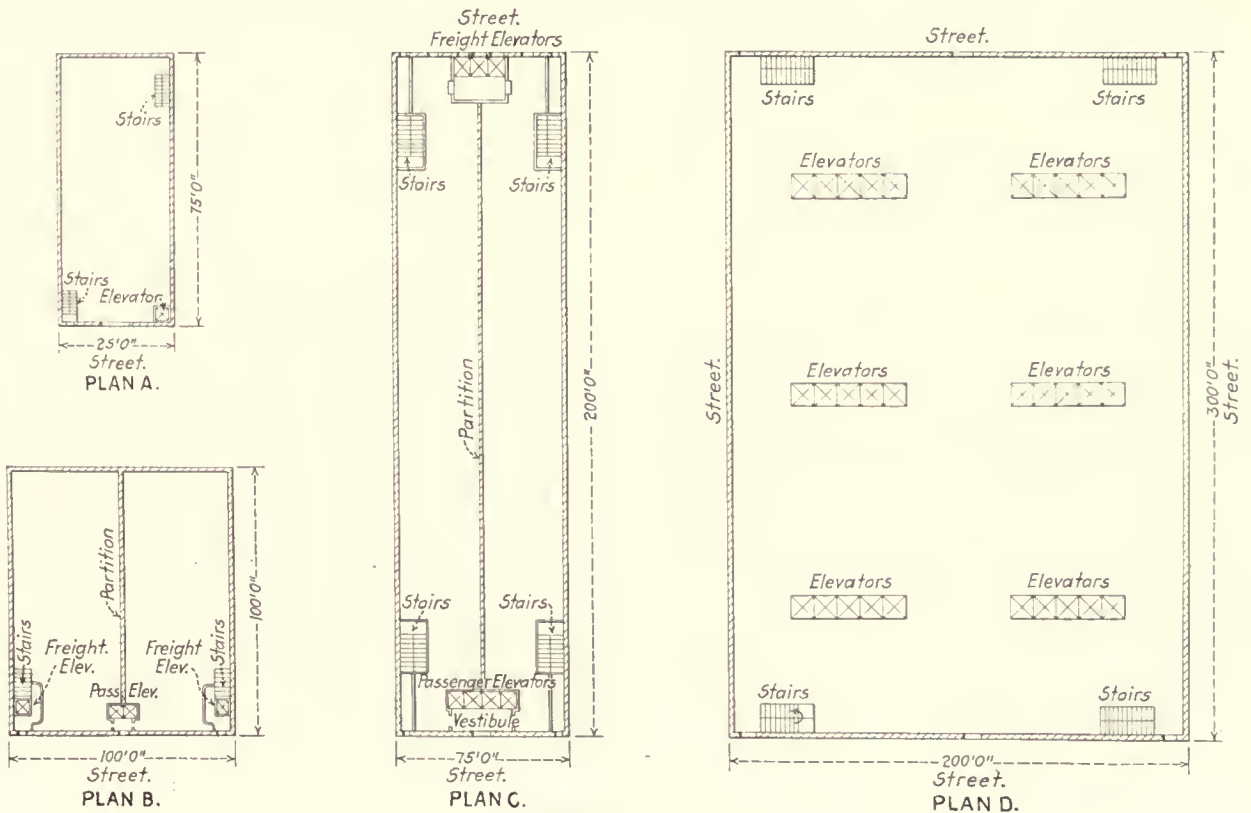 Stairs
75'0"
Stairs
Elevator
25'0"
Street.
PLAN A.
Partition
100'0"
Stairs
Freight.
Elev.
Pass. Elev.
Freight
Elev.
Stairs
100'0"
Street.
PLAN B.
Street.
Freight Elevators
Stairs
Stairs
Partition
200'0"
Stairs
Stairs
Passenger Elevators
Vestibule
75'0"
Street.
PLAN C.
Street.
Stairs
Stairs
Elevators
Elevators
Street.
Elevators
Elevators
300'0"
Street.
Elevators
Elevators
Stairs
Stairs
200'0"
Street.
PLAN D.